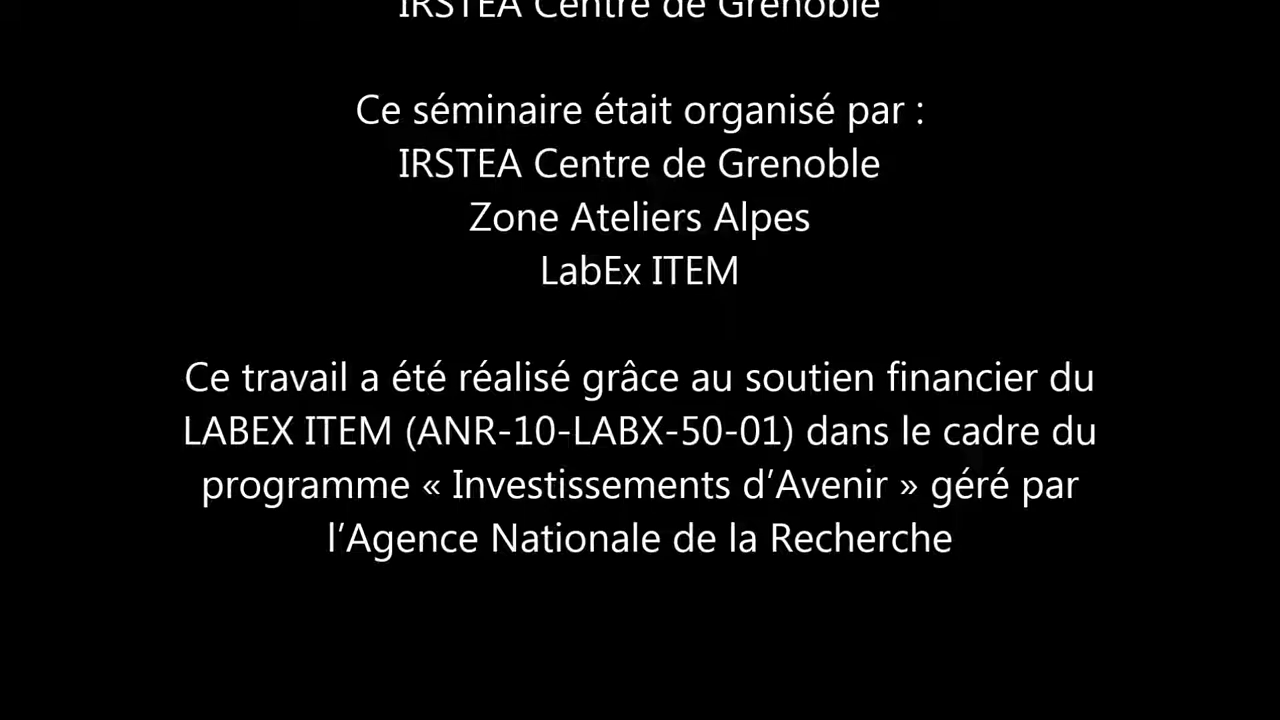 IRSTEA Centre de Grenoble
Ce séminaire était organisé par :
IRSTEA Centre de Grenoble
Zone Ateliers Alpes
LabEx ITEM
Ce travail a été réalisé grâce au soutien financier du
LABEX ITEM (ANR-10-LABX-50-01) dans le cadre du
programme « Investissements d’Avenir » géré par
l’Agence Nationale de la Recherche